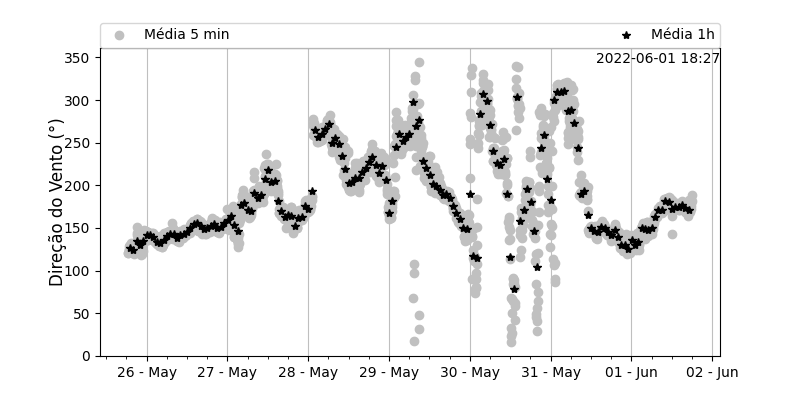 Média 5 min
Média 1h
2022-06-01 18:27
Direção do Vento (°)
350
300
250
200
150
100
50
0
26 - May
27 - May
28 - May
29 - May
30 - May
31 - May
01 - Jun
02 - Jun